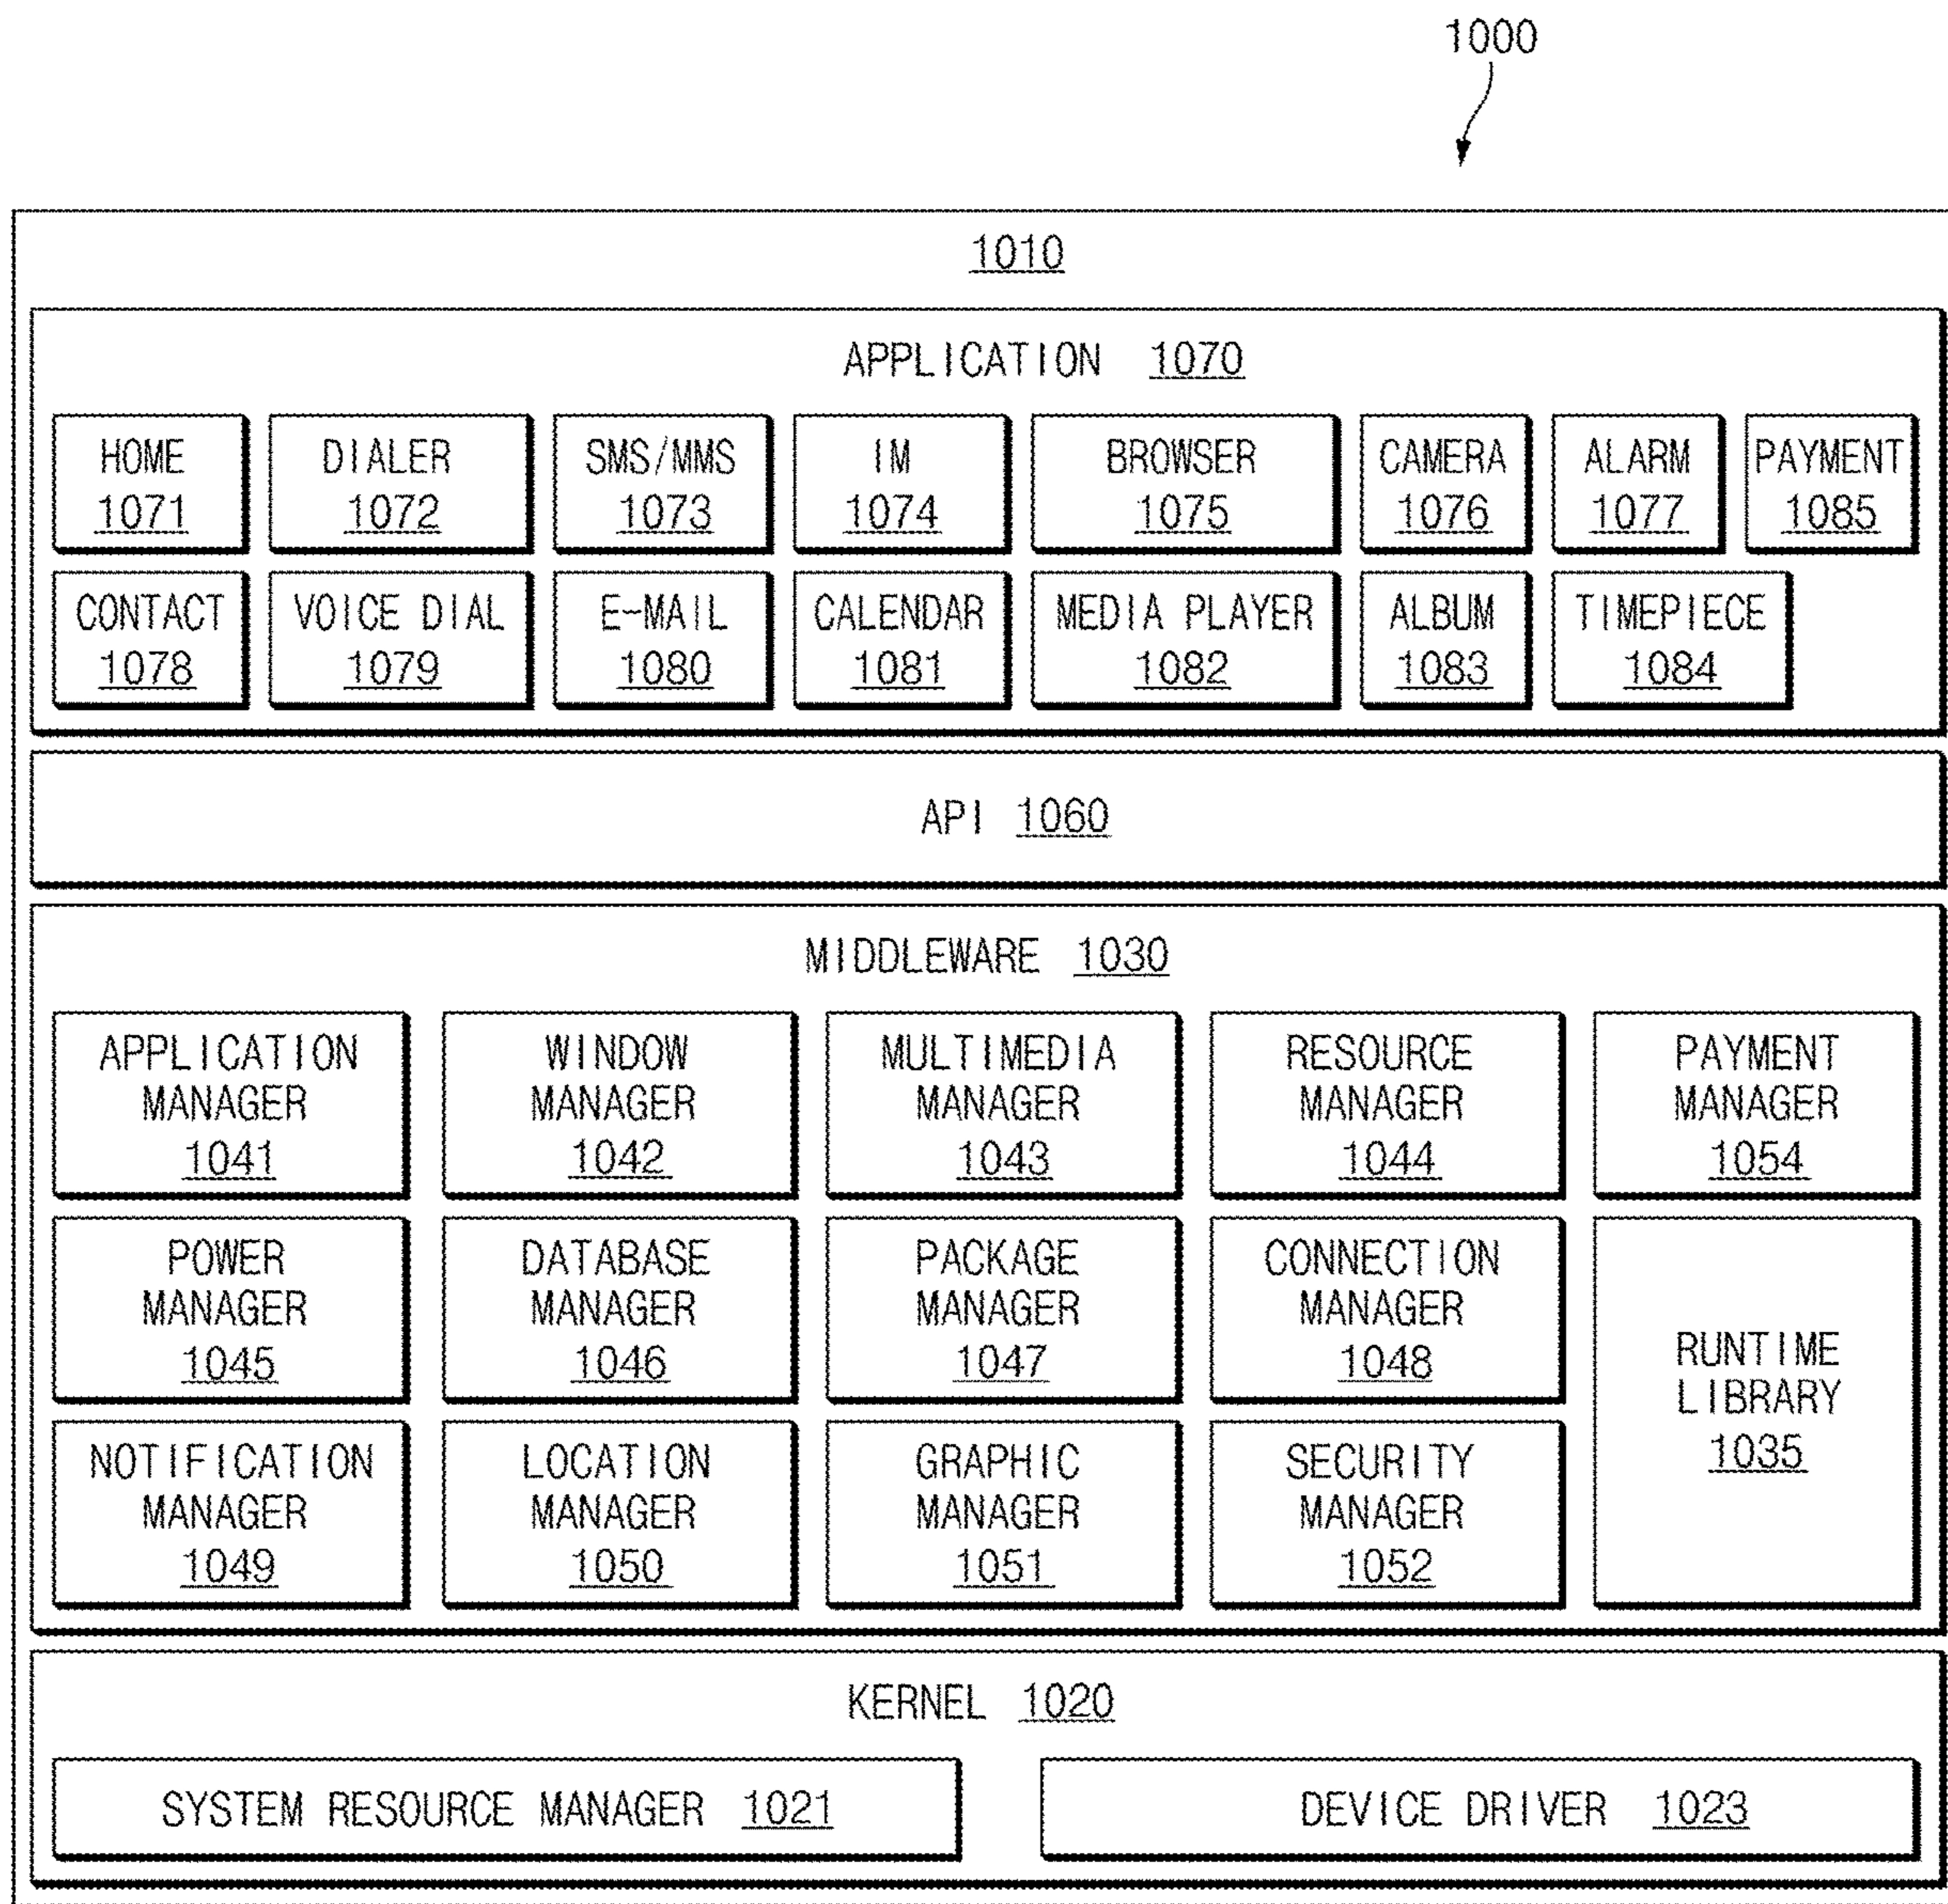 1000
1010
APPLICATION 1070
HOME
1071
DIALER
1072
SMS/MMS
1073
IM
1074
BROWSER
1075
CAMERA
1076
ALARM
1077
PAYMENT
1085
CONTACT
1078
VOICE DIAL
1079
E-MAIL
1080
CALENDAR
1081
MEDIA PLAYER
1082
ALBUM
1083
TIMEPIECE
1084
API 1060
MIDDLEWARE 1030
APPLICATION
MANAGER
1041
WINDOW
MANAGER
1042
MULTIMEDIA
MANAGER
1043
RESOURCE
MANAGER
1044
PAYMENT
MANAGER
1054
POWER
MANAGER
1045
DATABASE
MANAGER
1046
PACKAGE
MANAGER
1047
CONNECTION
MANAGER
1048
RUNTIME
LIBRARY
1035
NOTIFICATION
MANAGER
1049
LOCATION
MANAGER
1050
GRAPHIC
MANAGER
1051
SECURITY
MANAGER
1052
KERNEL 1020
SYSTEM RESOURCE MANAGER 1021
DEVICE DRIVER 1023